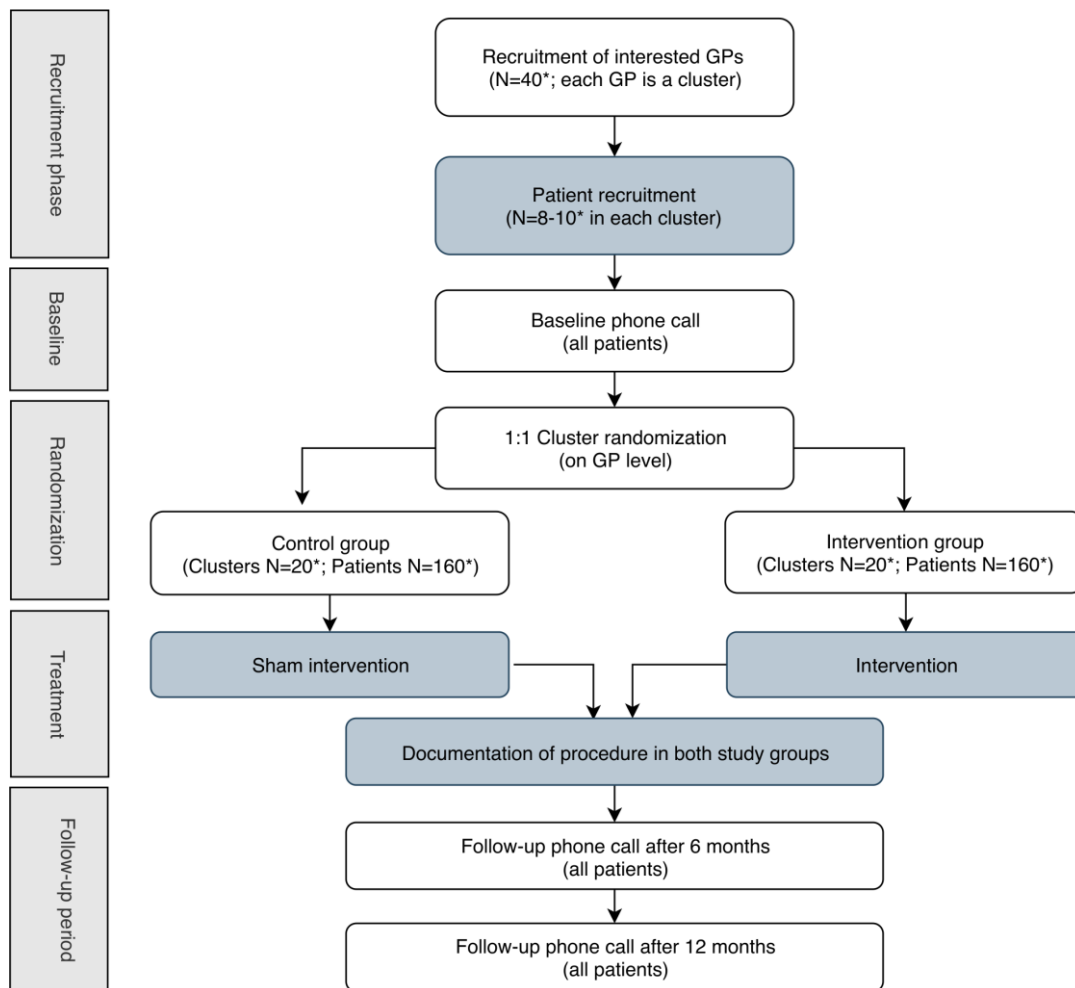 Recruitment phase
Recruitment of interested GPs
(N=40*; each GP is a cluster)
Patient recruitment
(N=8-10* in each cluster)
Baseline
Baseline phone call
(all patients)
Randomization
1:1 Cluster randomization
(on GP level)
Control group
(Clusters N=20*; Patients N=160*)
Intervention group
(Clusters N=20*; Patients N=160*)
Treatment
Sham intervention
Intervention
Documentation of procedure in both study groups
Follow-up period
Follow-up phone call after 6 months
(all patients)
Follow-up phone call after 12 months
(all patients)